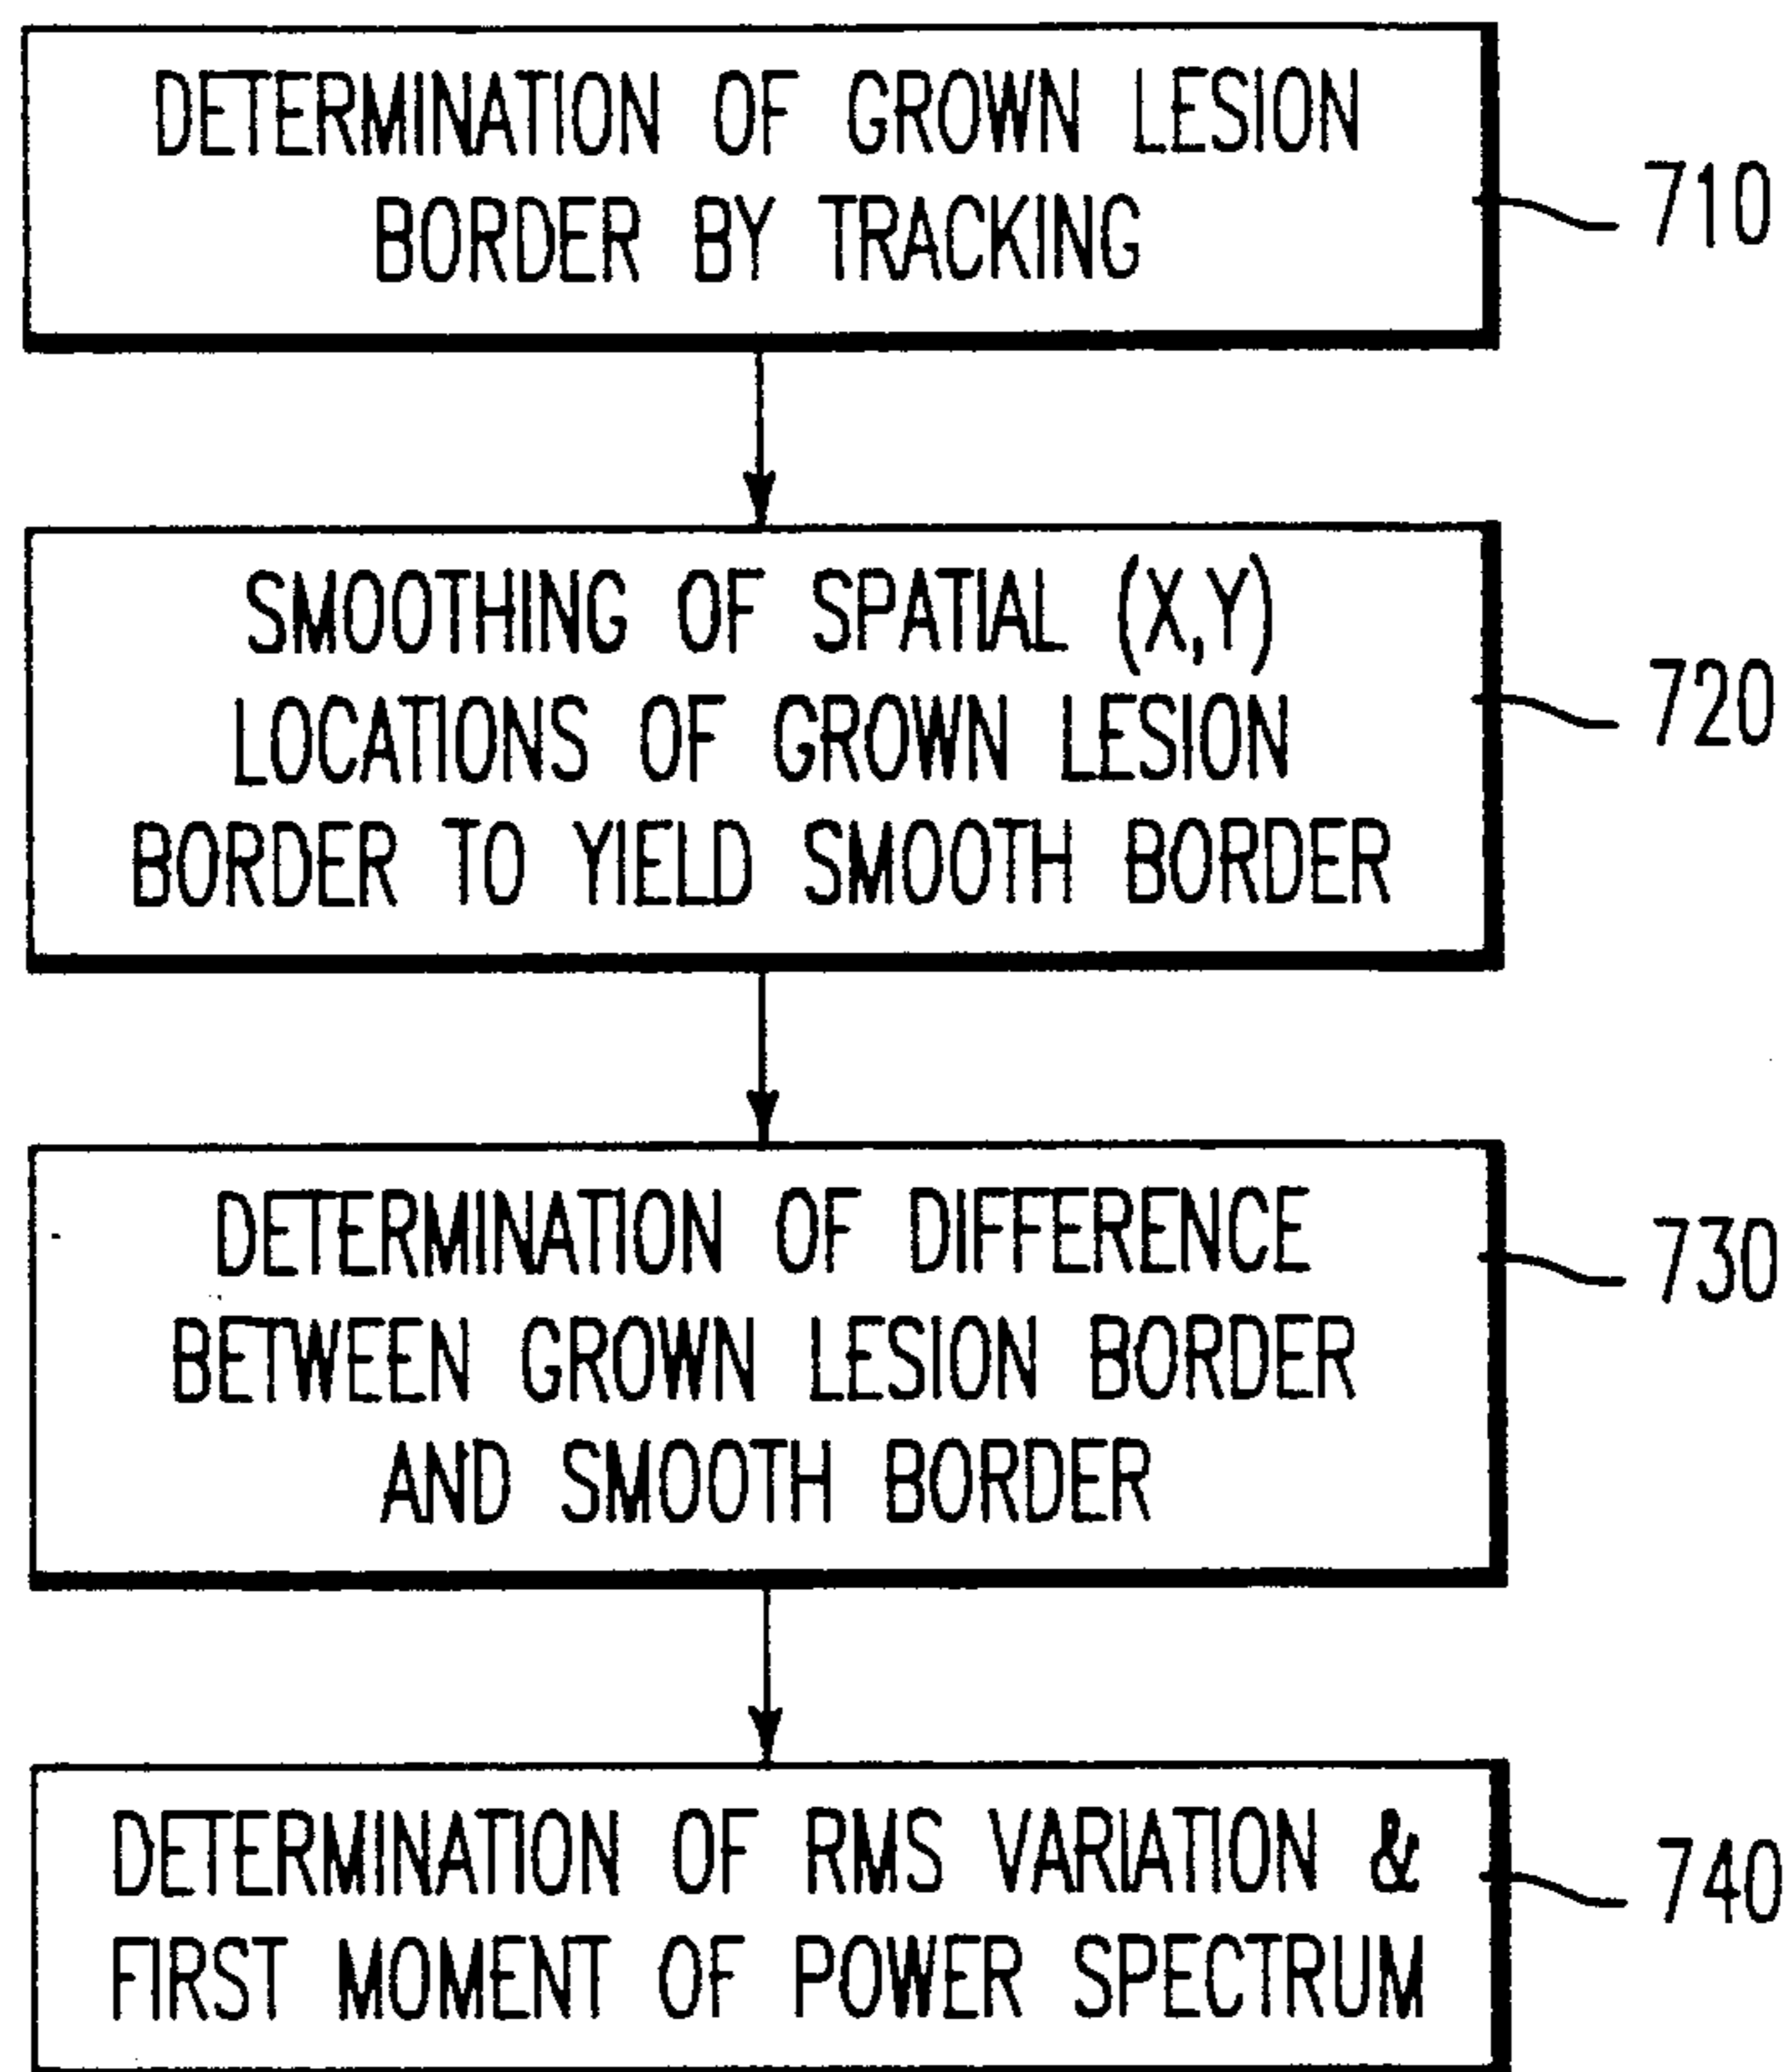 DETERMINATION OF GROWN LESION
BORDER BY TRACKING
710
SMOOTHING OF SPATIAL (X,Y)
LOCATIONS OF GROWN LESION
BORDER TO YIELD SMOOTH BORDER
720
DETERMINATION OF DIFFERENCE
BETWEEN GROWN LESION BORDER
AND SMOOTH BORDER
730
DETERMINATION OF RMS VARIATION &
FIRST MOMENT OF POWER SPECTRUM
740